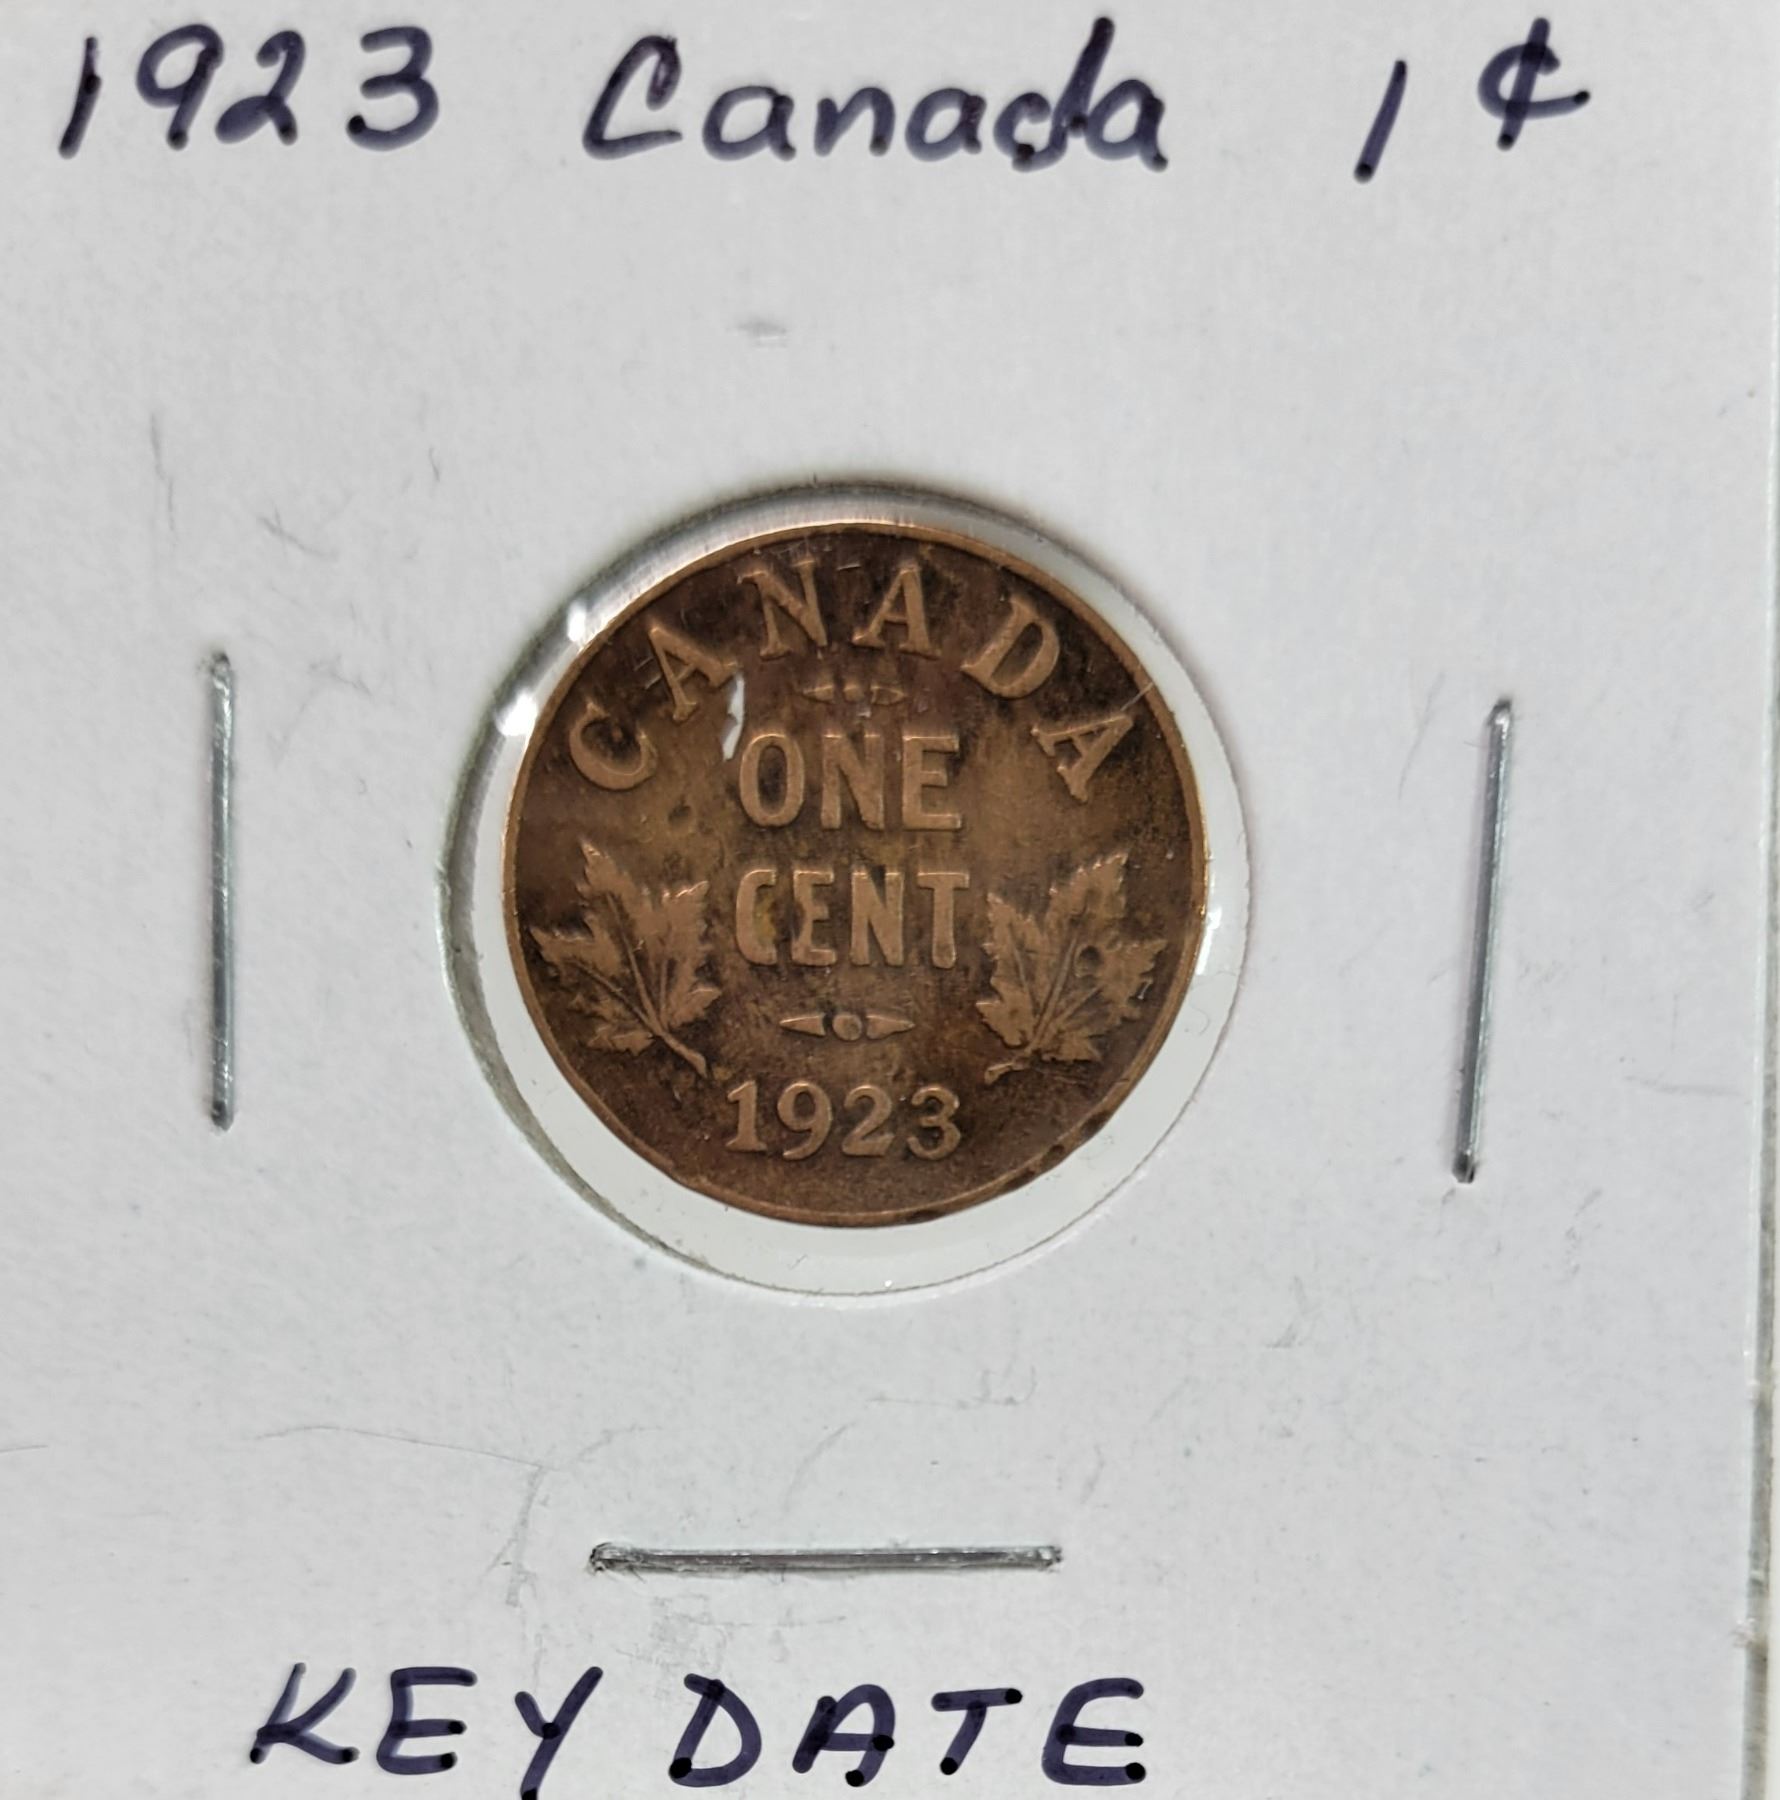 1923 Canada 1¢
CANADA
ONE
CENT
1923
KEY DATE